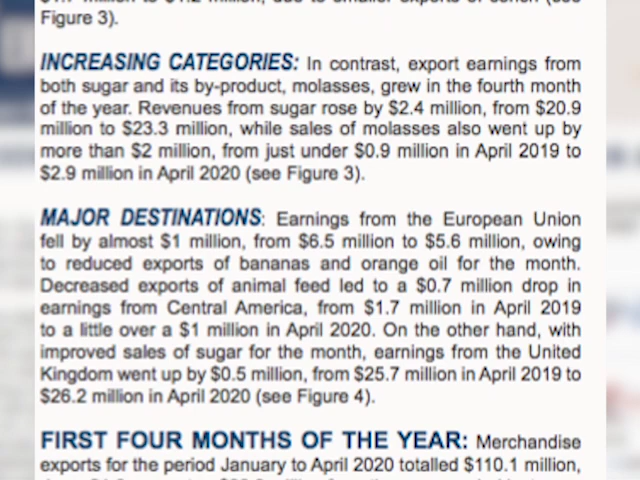 Figure 3).
INCREASING CATEGORIES: In contrast, export earnings from
both sugar and its by-product, molasses, grew in the fourth month
of the year. Revenues from sugar rose by $2.4 million, from $20.9
million to $23.3 million, while sales of molasses also went up by
more than $2 million, from just under $0.9 million in April 2019 to
$2.9 million in April 2020 (see Figure 3).
MAJOR DESTINATIONS: Earnings from the European Union
fell by almost $1 million, from $6.5 million to $5.6 million, owing
to reduced exports of bananas and orange oil for the month.
Decreased exports of animal feed led to a $0.7 million drop in
earnings from Central America, from $1.7 million in April 2019
to a little over a $1 million in April 2020. On the other hand, with
improved sales of sugar for the month, earnings from the United
Kingdom went up by $0.5 million, from $25.7 million in April 2019 to
$26.2 million in April 2020 (see Figure 4).
FIRST FOUR MONTHS OF THE YEAR: Merchandise
exports for the period January to April 2020 totalled $110.1 million,